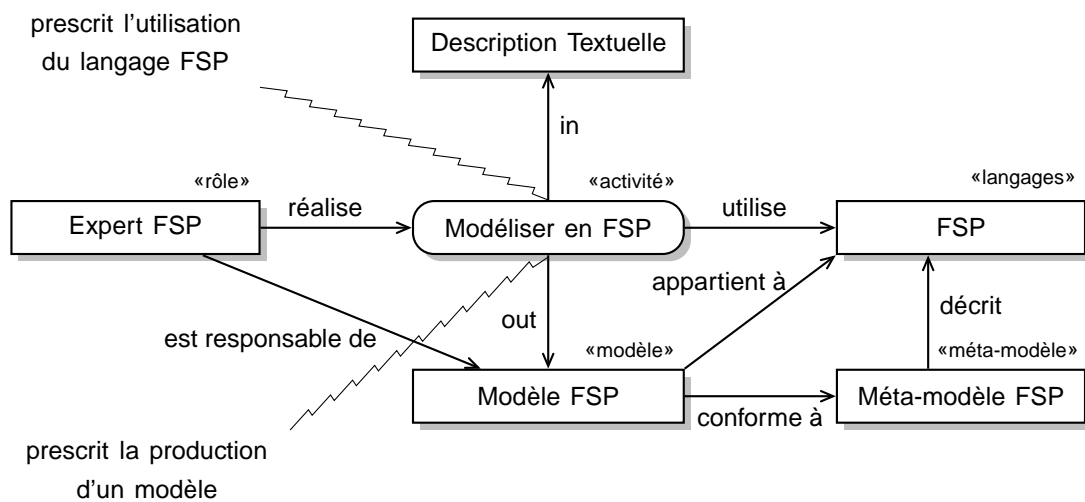 prescrit l'utilisation
du langage FSP
Description Textuelle
in
«rôle»
«activité»
«langages»
Expert FSP
réalise
Modéliser en FSP
utilise
FSP
appartient à
est responsable de
out
décrit
«modèle»
«méta-modèle»
Modèle FSP
conforme à
Méta-modèle FSP
prescrit la production
d'un modèle